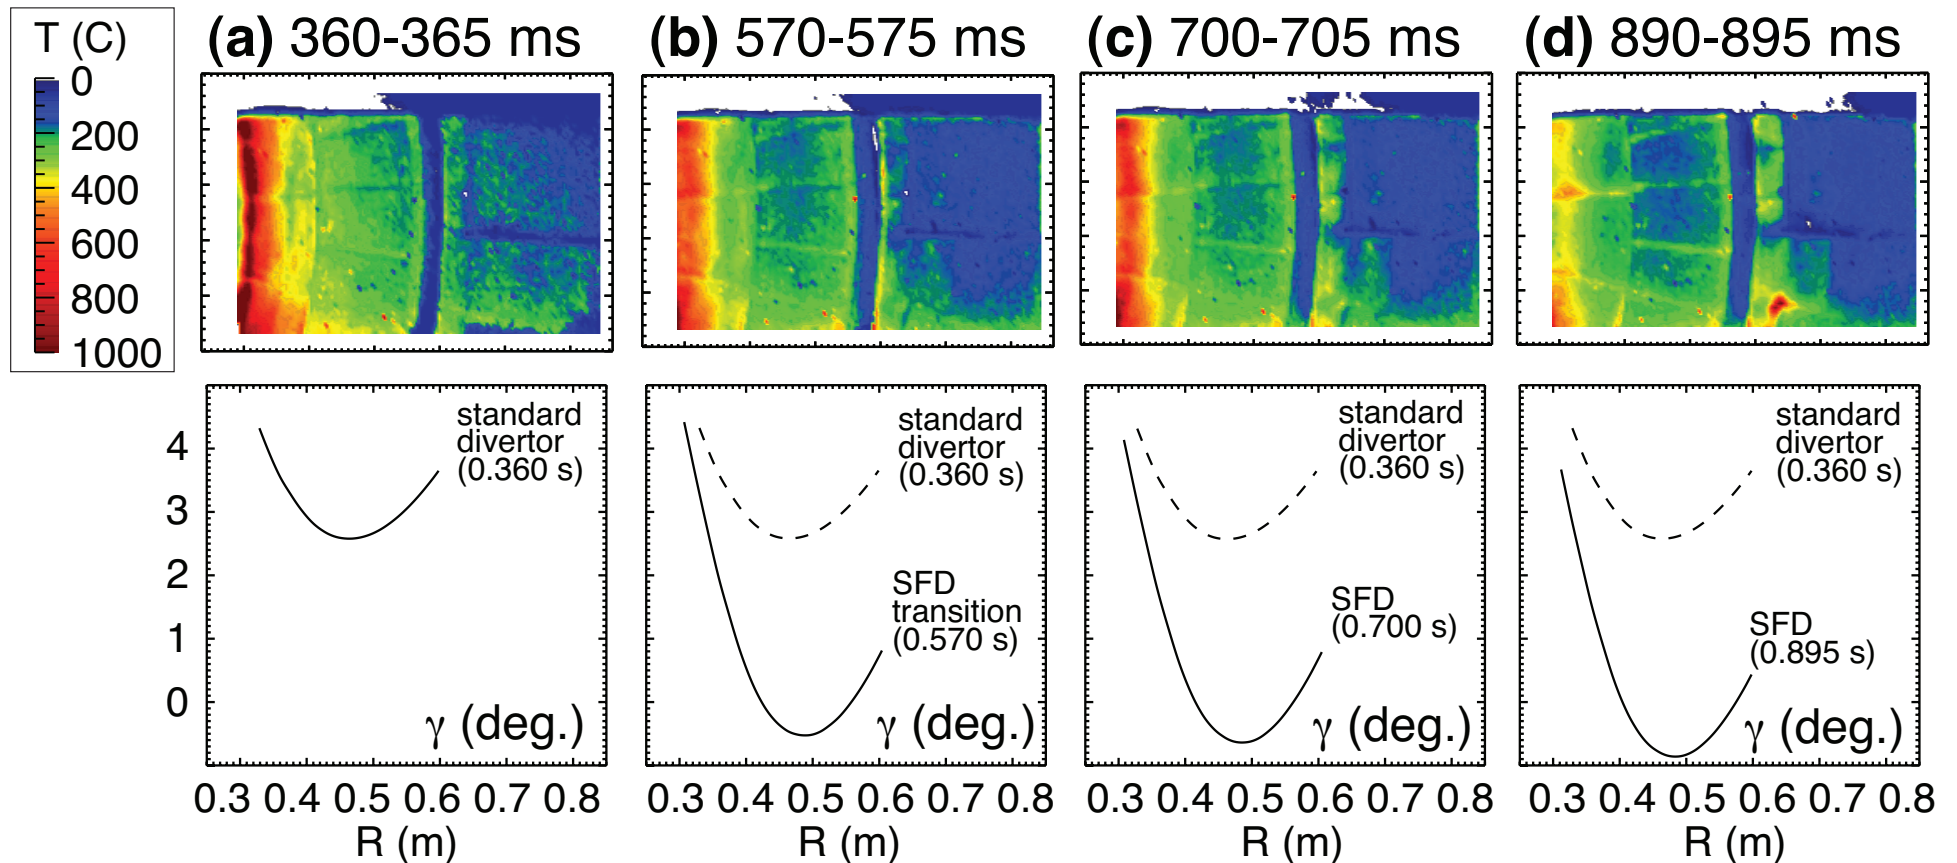 T (C)
0
200
400
600
800
1000
(a) 360-365 ms
(b) 570-575 ms
(c) 700-705 ms
(d) 890-895 ms
4
3
2
1
0
standard
divertor
(0.360 s)
γ (deg.)
0.3 0.4 0.5 0.6 0.7 0.8
R (m)
standard
divertor
(0.360 s)
SFD
transition
(0.570 s)
γ (deg.)
0.3 0.4 0.5 0.6 0.7 0.8
R (m)
standard
divertor
(0.360 s)
SFD
(0.700 s)
γ (deg.)
0.3 0.4 0.5 0.6 0.7 0.8
R (m)
standard
divertor
(0.360 s)
SFD
(0.895 s)
γ (deg.)
0.3 0.4 0.5 0.6 0.7 0.8
R (m)